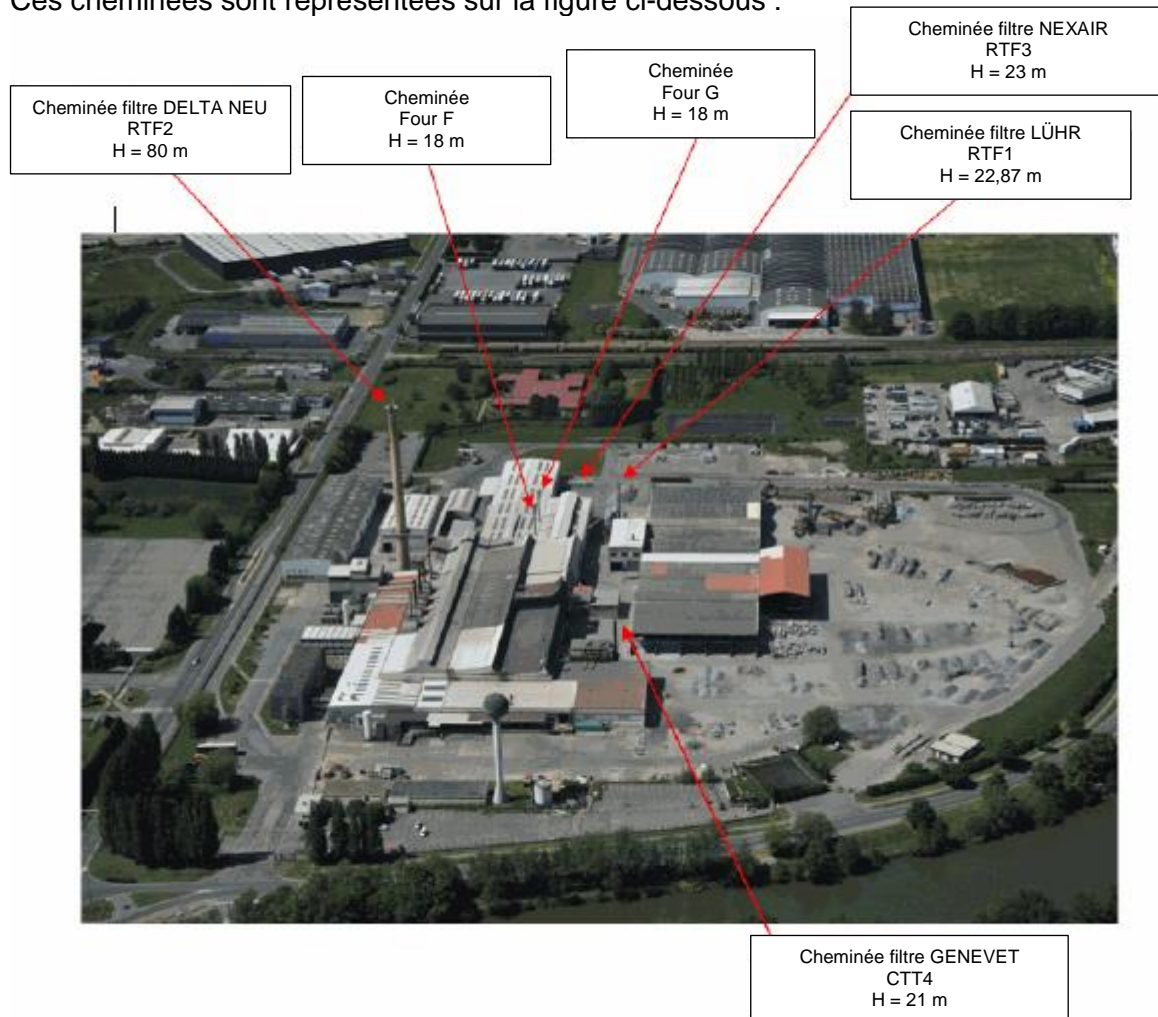 Ces cheminées sont représentées sur la figure ci-dessous :
Cheminée filtre NEXAIR
RTF3
H = 23 m
Cheminée
Four G
H = 18 m
Cheminée
Four F
H = 18 m
Cheminée filtre DELTA NEU
RTF2
H = 80 m
Cheminée filtre LÜHR
RTF1
H = 22,87 m
Cheminée filtre GENEVET
CTT4
H = 21 m